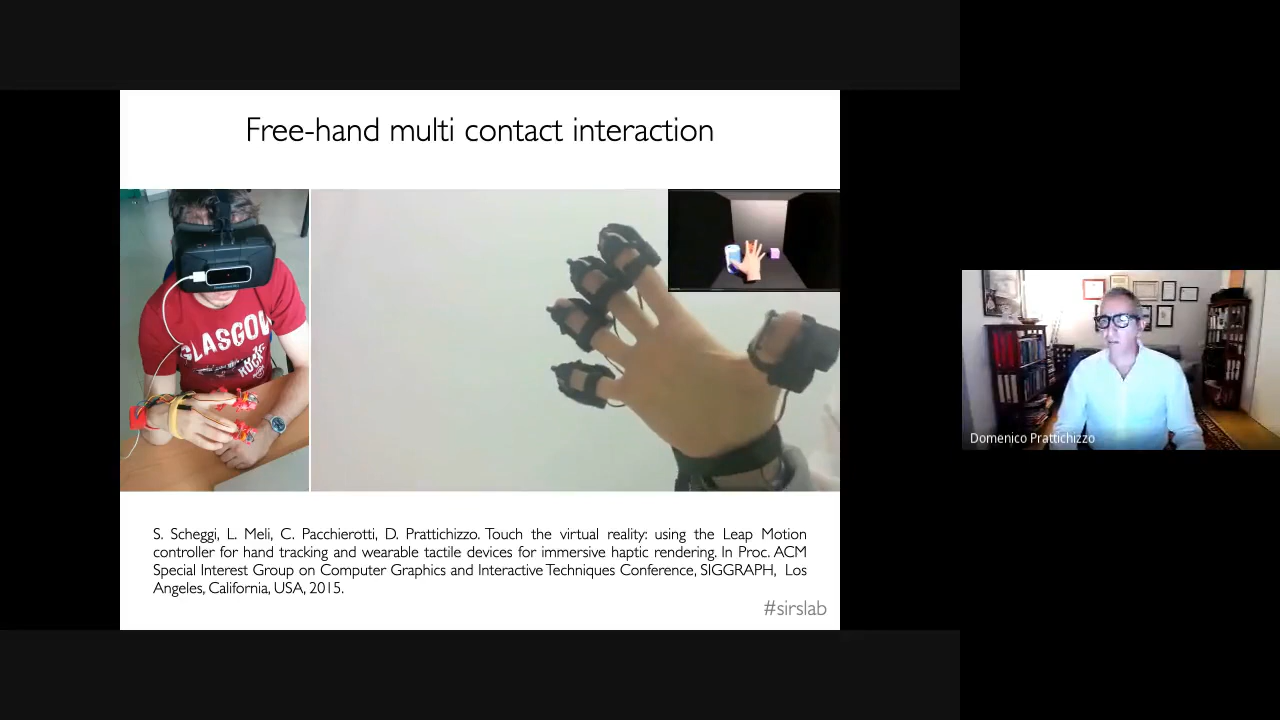 Free-hand multi contact interaction
GLASGOW
ROCKS
S. Scheggi, L. Meli, C. Pacchierotti, D. Prattichizzo. Touch the virtual reality: using the Leap Motion
controller for hand tracking and wearable tactile devices for immersive haptic rendering. In Proc. ACM
Special Interest Group on Computer Graphics and Interactive Techniques Conference, SIGGRAPH, Los
Angeles, California, USA, 2015.
#sirslab
Domenico Prattichizzo